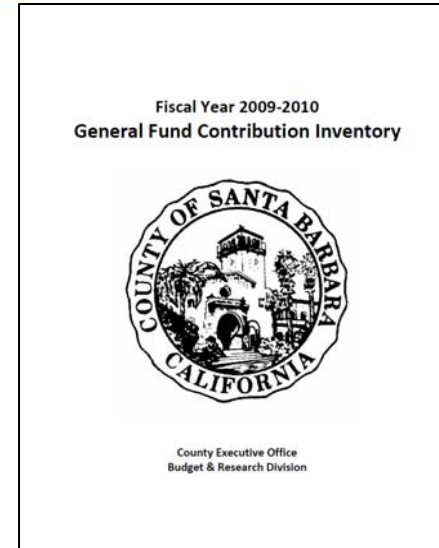 Fiscal Year 2009-2010
General Fund Contribution Inventory
COUNTY OF SANTA BARBARA
CALIFORNIA
County Executive Office
Budget & Research Division